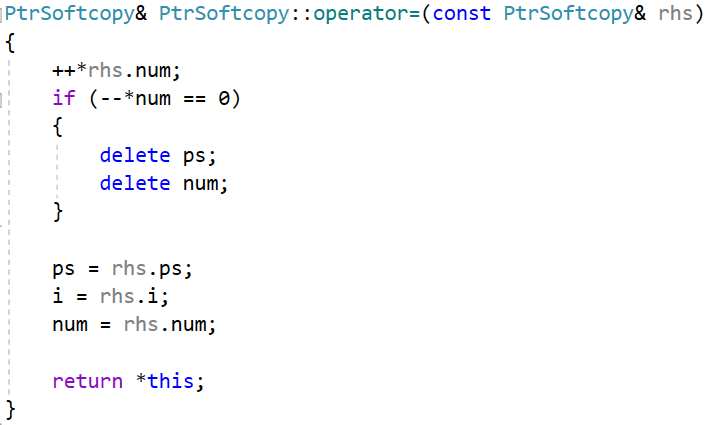 PtrSoftcopy& PtrSoftcopy::operator=(const PtrSoftcopy& rhs)
{
    ++*rhs.num;
    if (--*num == 0)
    {
        delete ps;
        delete num;
    }

    ps = rhs.ps;
    i = rhs.i;
    num = rhs.num;

    return *this;
}